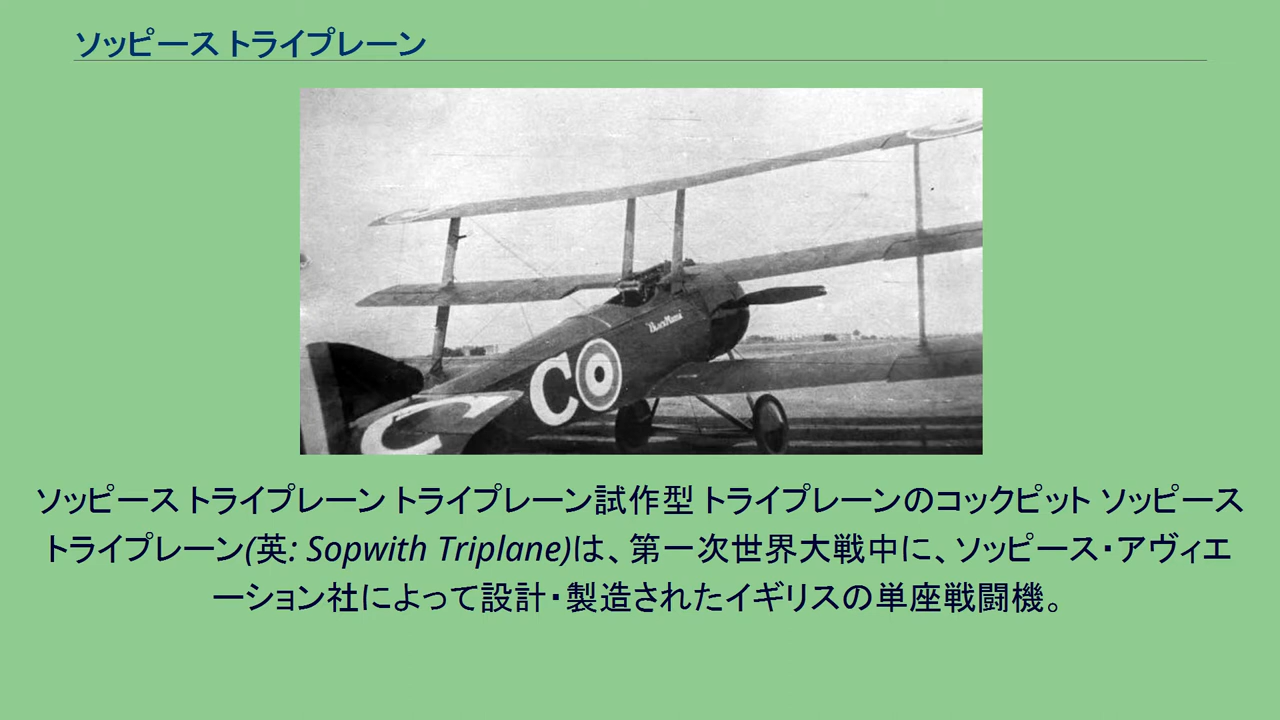 ソッピース トライプレーン
"BLACK MARIA"
C
C
ソッピース トライプレーン トライプレーン試作型 トライプレーンのコックピット ソッピース
トライプレーン(英: Sopwith Triplane)は、第一次世界大戦中に、ソッピース・アヴィエ
ーション社によって設計・製造されたイギリスの単座戦闘機。